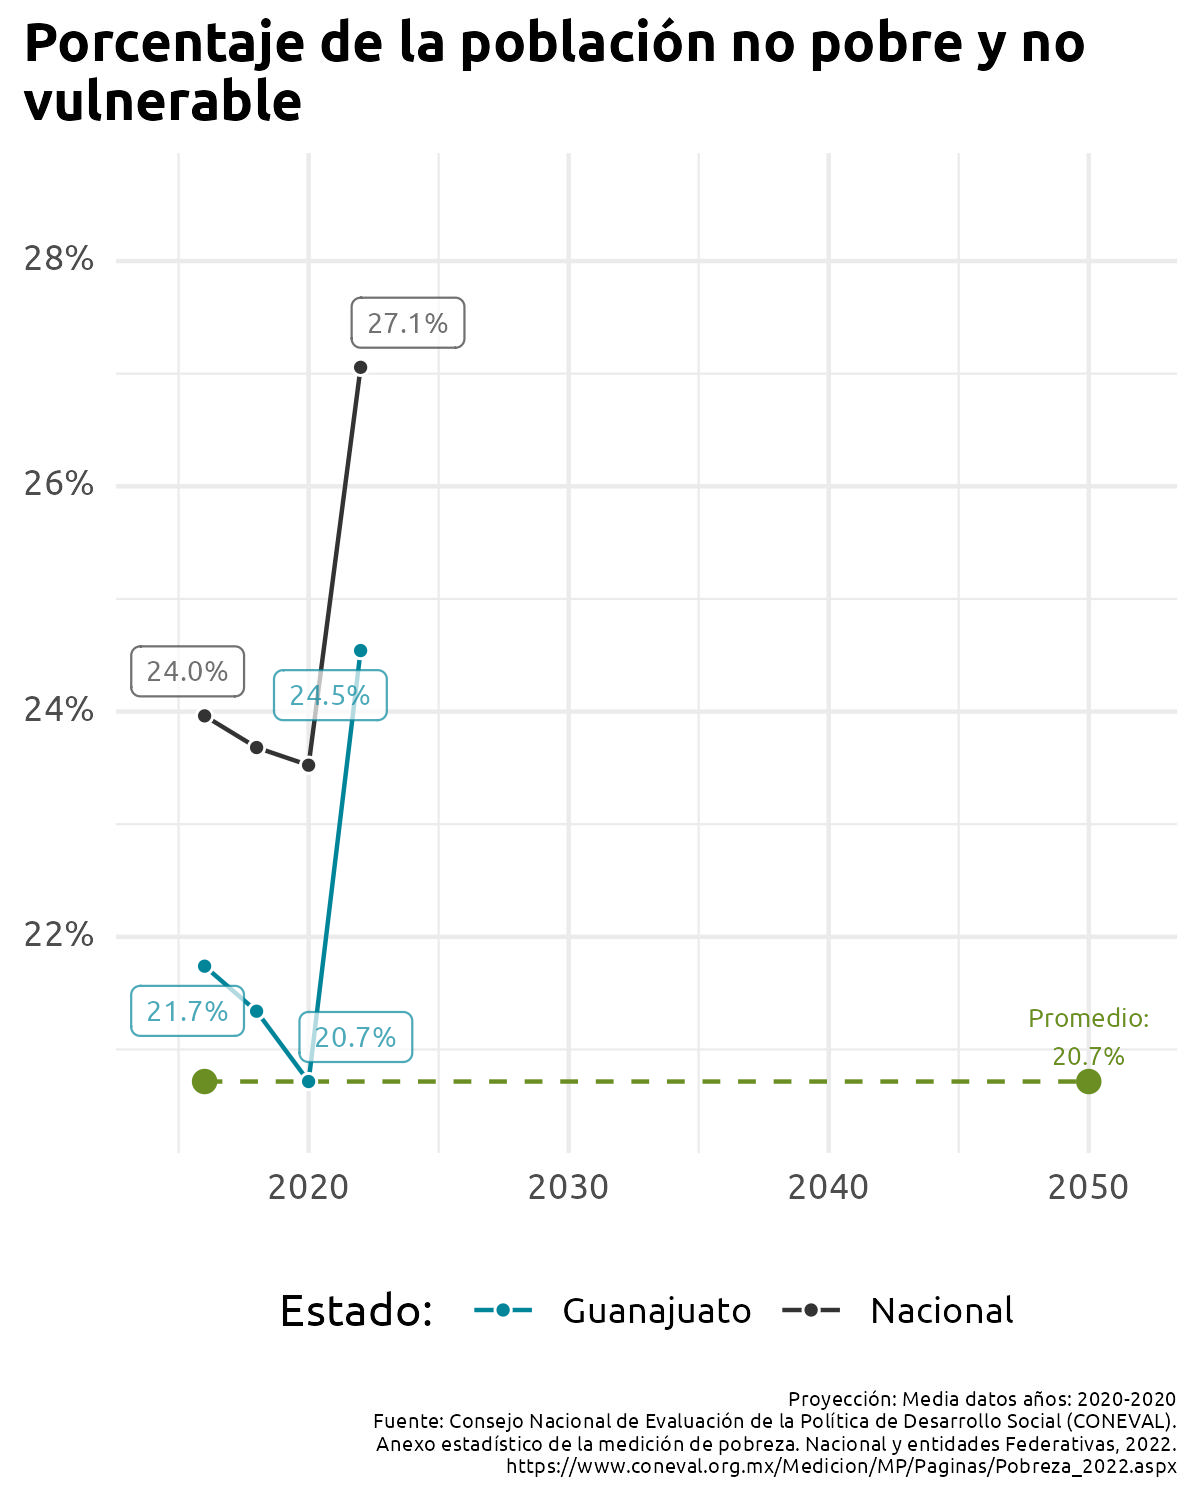 Porcentaje de la población no pobre y no
vulnerable
28%
27.1%
26%
24.0%
24.5%
24%
22%
21.7%
20.7%
Promedio:
20.7%
2020 2030 2040 2050
Estado: Guanajuato Nacional
Proyección: Media datos años: 2020-2020
Fuente: Consejo Nacional de Evaluación de la Política de Desarrollo Social (CONEVAL).
Anexo estadístico de la medición de pobreza. Nacional y entidades Federativas, 2022.
https://www.coneval.org.mx/Medicion/MP/Paginas/Pobreza_2022.aspx